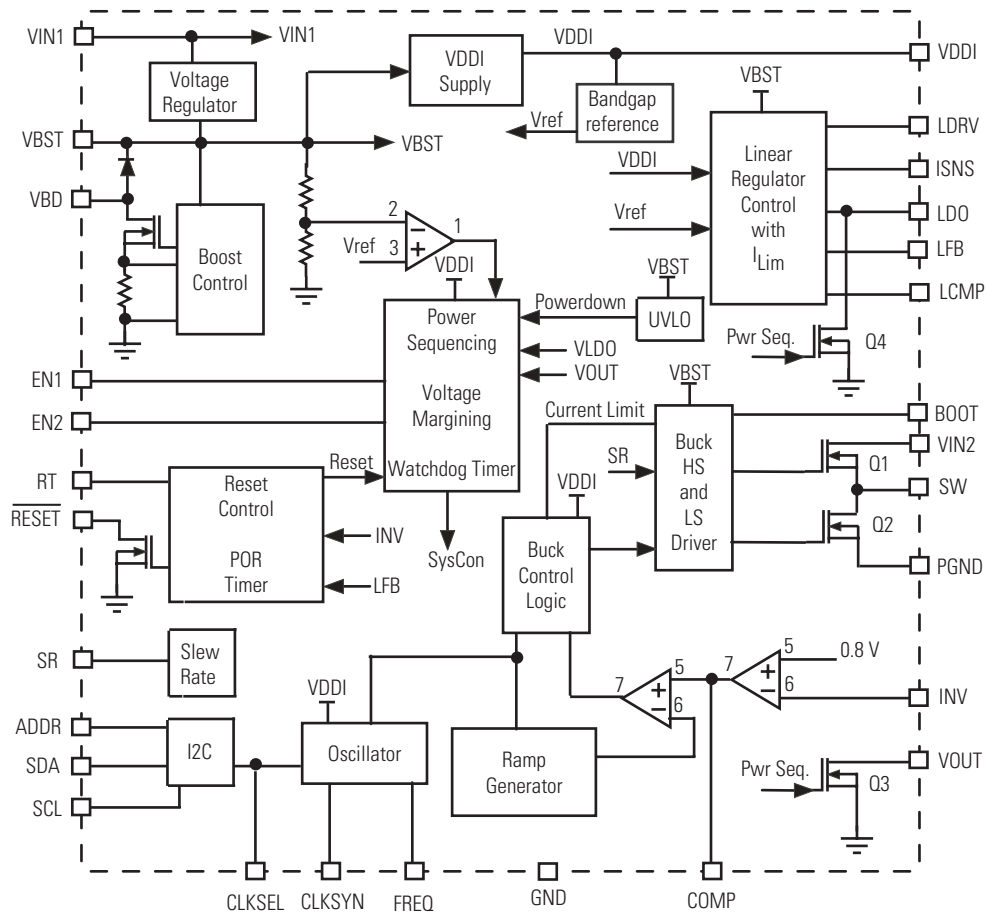 VIN1
VIN1
VDDI
VDDI
VDDI
Supply
Voltage
Regulator
VBST
Bandgap
reference
Vref
VBST
VBST
LDRV
VDDI
Linear
Regulator
Control
with
ILim
ISNS
VBD
LDO
2
1
Vref
3
Vref
LFB
Boost
Control
VDDI
VBST
LCMP
Powerdown
UVLO
Power
Sequencing
Pwr Seq.
Q4
VLDO
VOUT
EN1
VBST
Voltage
Margining
EN2
Current Limit
BOOT
Buck
HS
and
LS
Driver
VIN2
Q1
SR
RT
Reset
Watchdog Timer
Reset
Control
VDDI
SW
RESET
Q2
INV
POR
Timer
SysCon
Buck
Control
Logic
PGND
LFB
SR
Slew
Rate
5
0.8 V
5
7
7
6
6
INV
VDDI
ADDR
I2C
Oscillator
Ramp
Generator
VOUT
SDA
Pwr Seq.
Q3
SCL
CLKSEL
CLKSYN
FREQ
GND
COMP